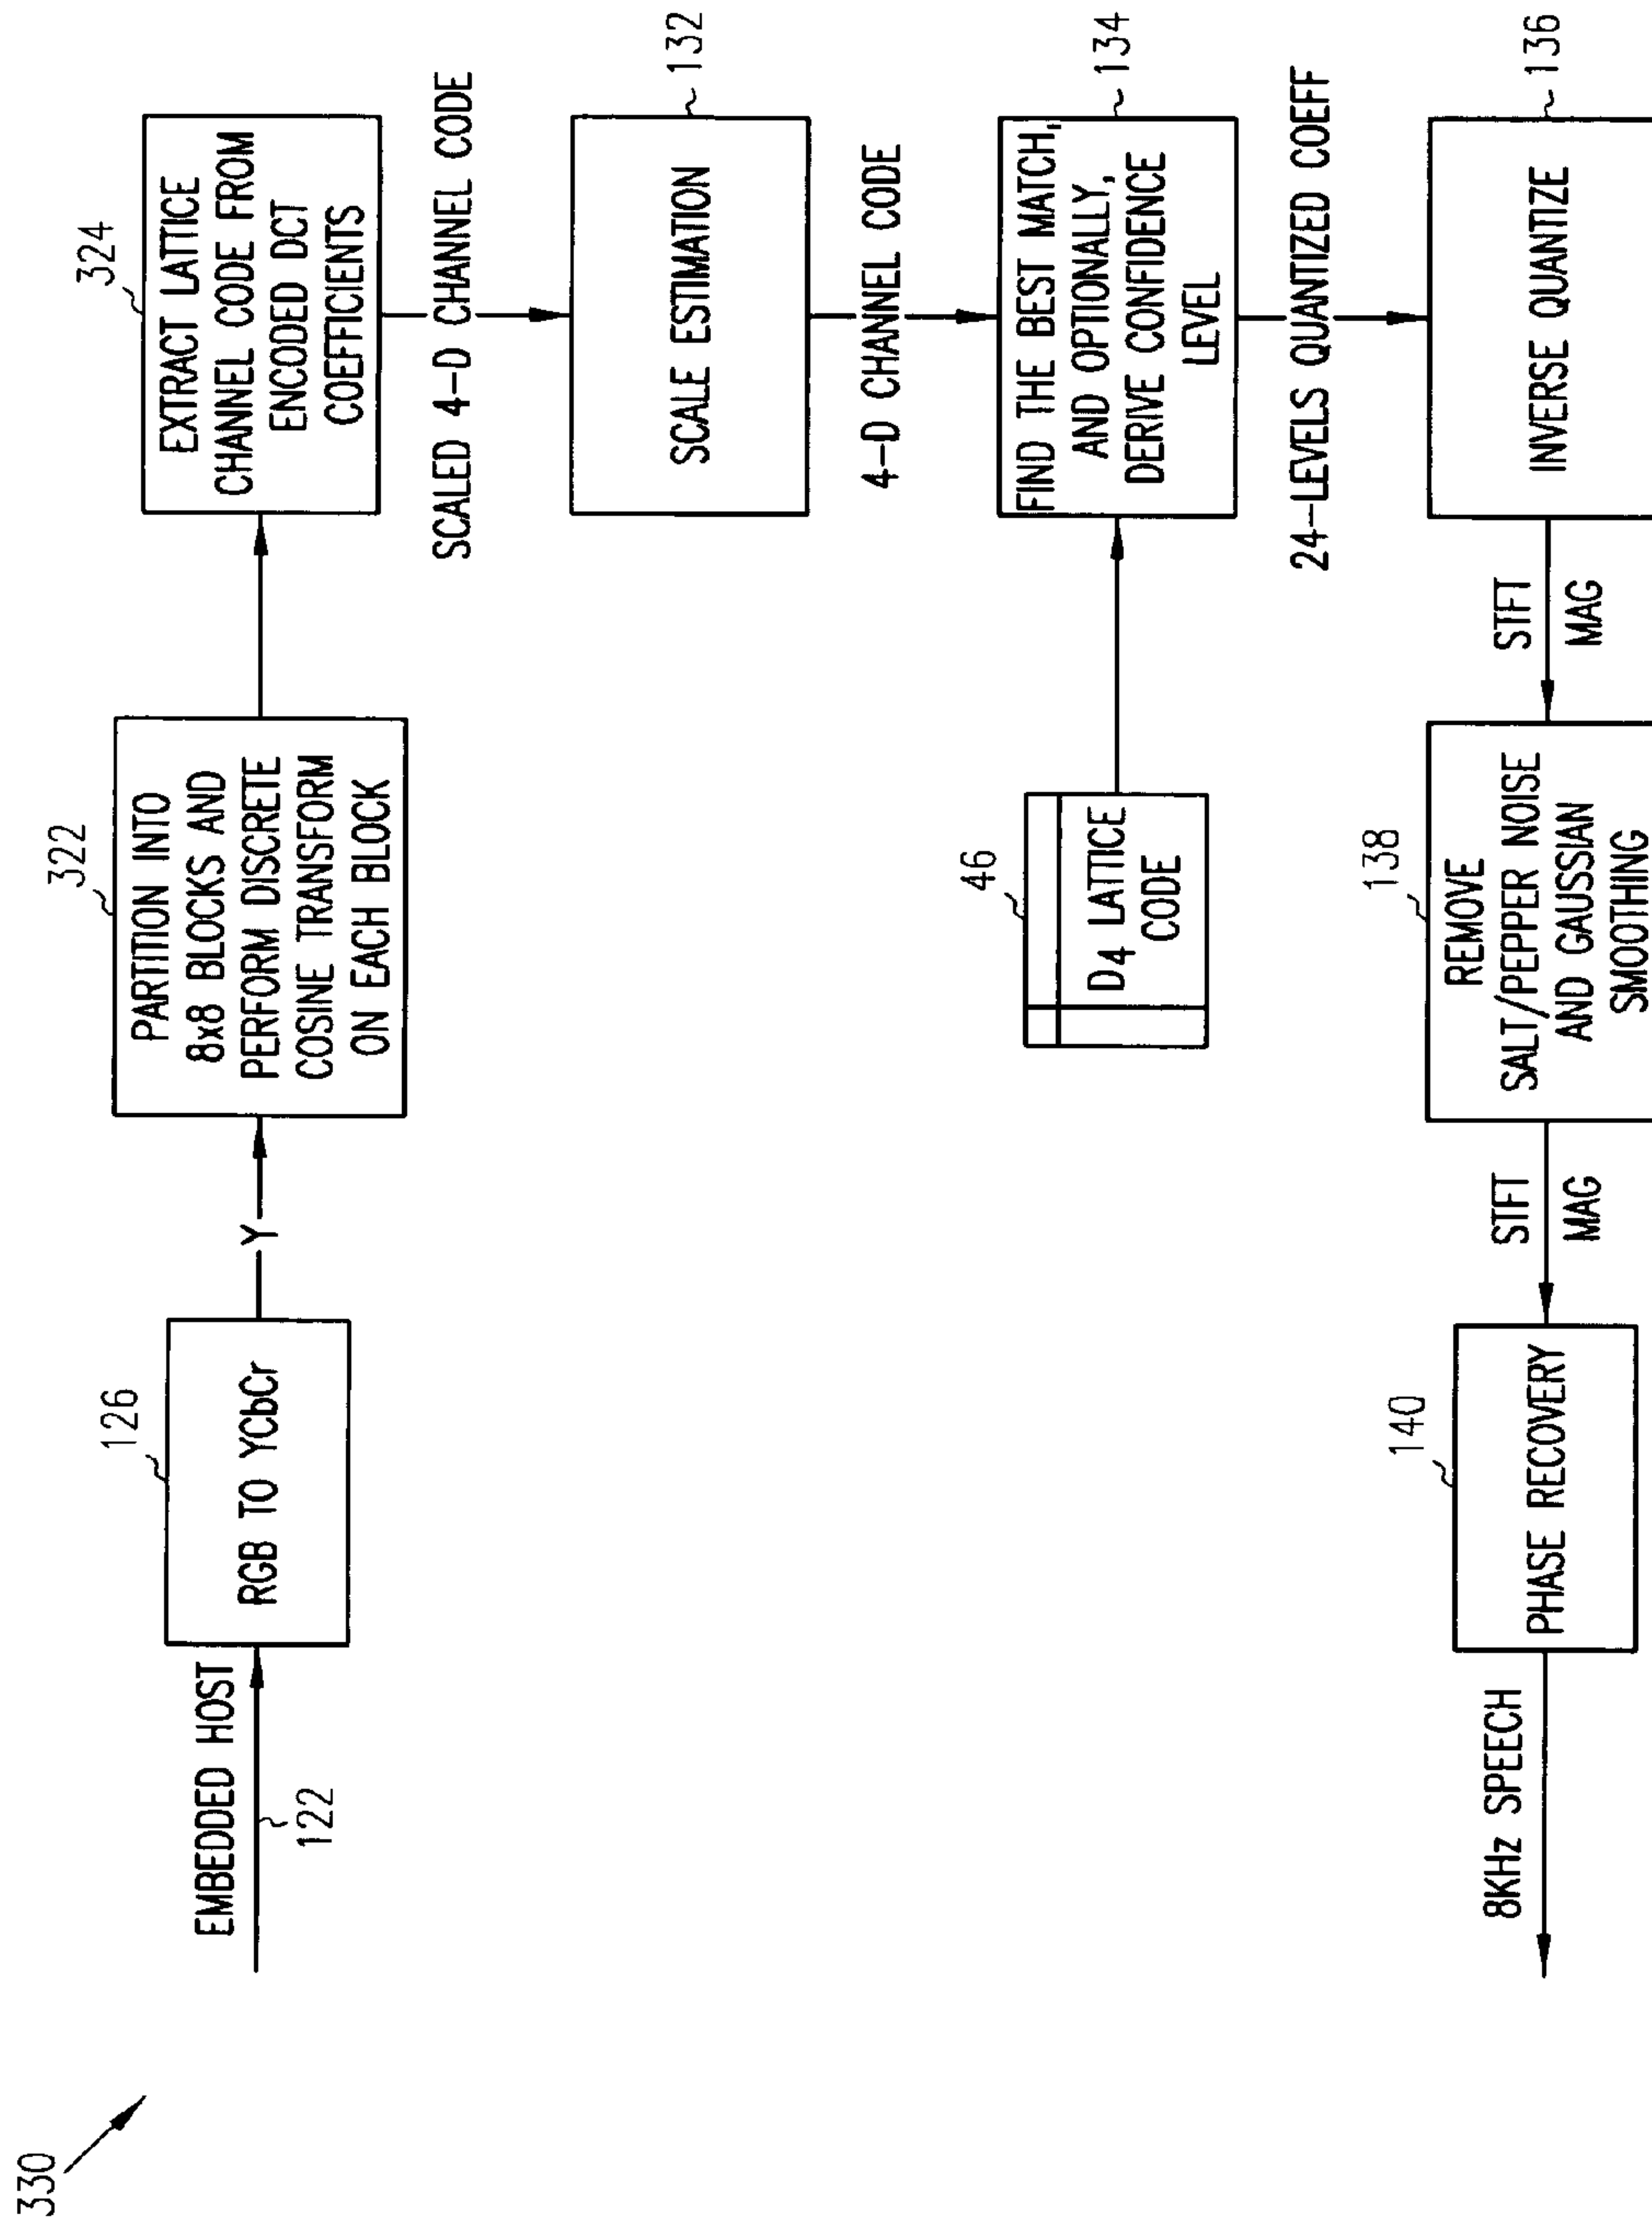 330
EMBEDDED HOST
122
126
RGB TO YCbCr
Y
322
PARTITION INTO
8x8 BLOCKS AND
PERFORM DISCRETE
COSINE TRANSFORM
ON EACH BLOCK
324
EXTRACT LATTICE
CHANNEL CODE FROM
ENCODED DCT
COEFFICIENTS
SCALED 4-D CHANNEL CODE
132
SCALE ESTIMATION
4-D CHANNEL CODE
46
D4 LATTICE
CODE
134
FIND THE BEST MATCH,
AND OPTIONALLY,
DERIVE CONFIDENCE
LEVEL
24-LEVELS QUANTIZED COEFF
136
INVERSE QUANTIZE
STFT
MAG
138
REMOVE
SALT/PEPPER NOISE
AND GAUSSIAN
SMOOTHING
STFT
MAG
140
PHASE RECOVERY
8KHz SPEECH